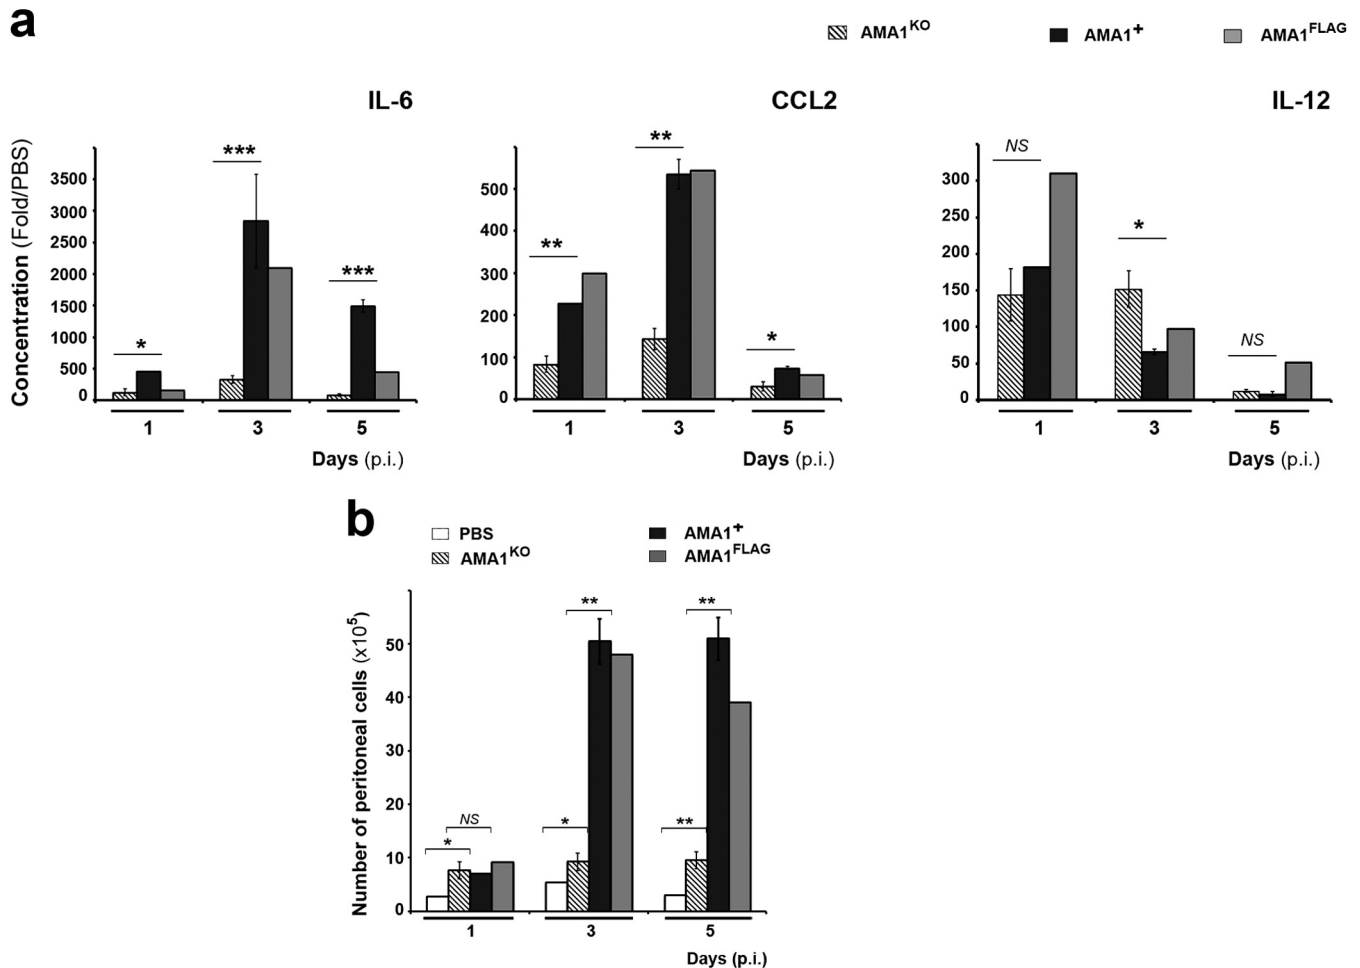 a
AMA1KO AMA1+ AMA1FLAG
IL-6 CCL2 IL-12
Concentration (Fold/PBS)
3500
3000
2500
2000
1500
1000
500
0
*
***
***
1 3 5
Days (p.i.)
500
400
300
200
100
0
**
**
*
1 3 5
Days (p.i.)
300
250
200
150
100
50
0
NS
*
NS
1 3 5
Days (p.i.)
b
PBS AMA1+
AMA1KO AMA1FLAG
Number of peritoneal cells (x105)
50
40
30
20
10
0
*
NS
*
**
**
**
1 3 5
Days (p.i.)